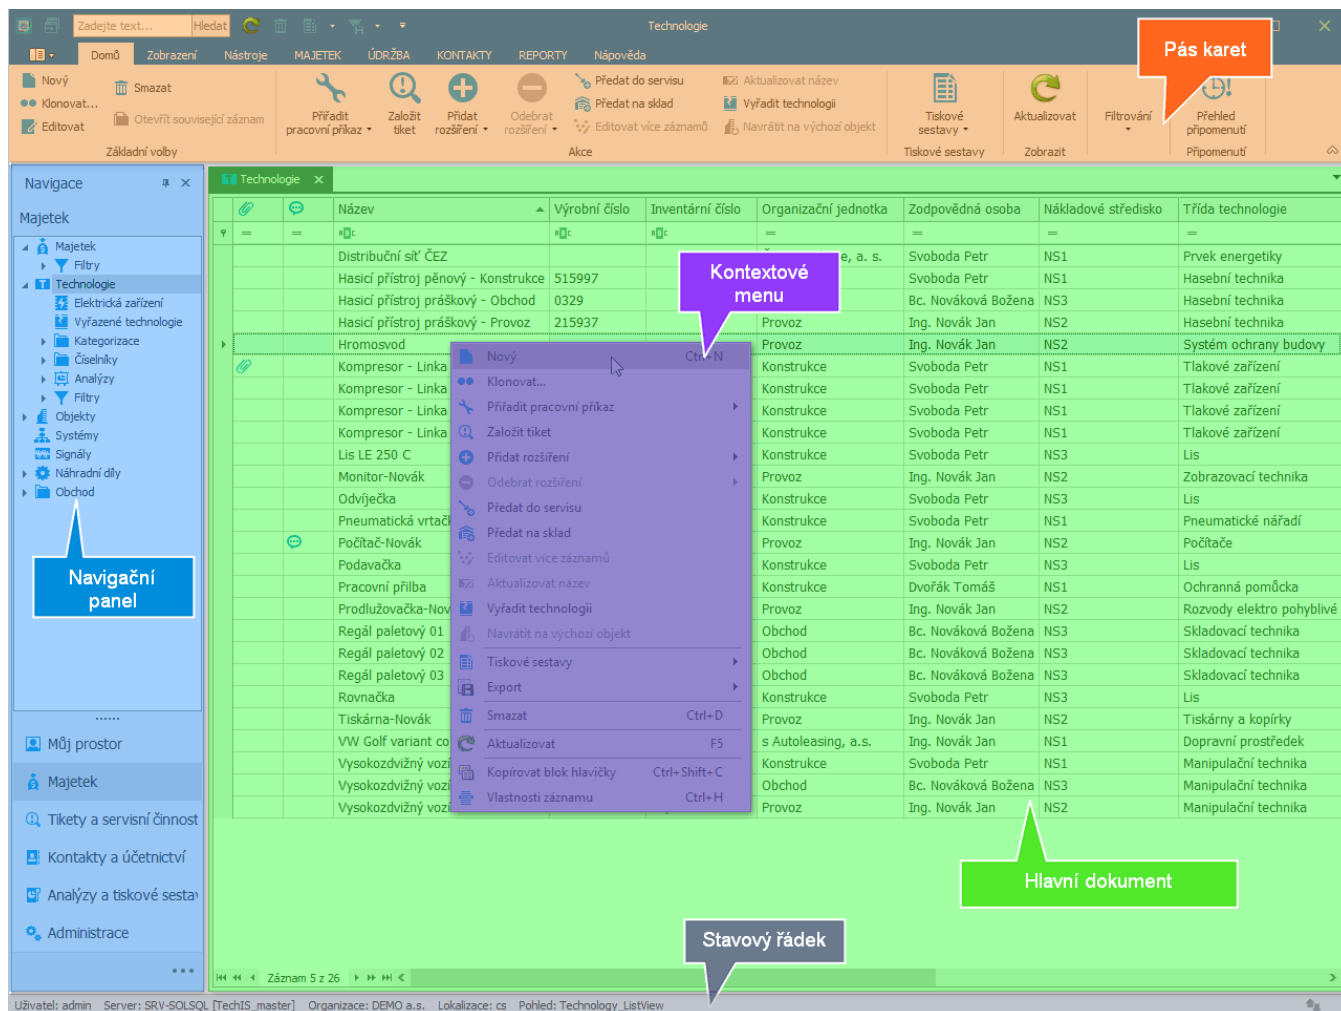 Zadejte text... Hledat Technologie
Domů Zobrazení Nástroje MAJETEK ÚDRŽBA KONTAKTY REPORTY Nápověda
Pás karet
Nový
Klonovat...
Editovat
Smazat
Otevřít související záznam
Základní volby
Přiřadit
pracovní příkaz
Založit
tiket
Přidat
rozšíření
Odebrat
rozšíření
Předat do servisu
Předat na sklad
Editovat více záznamů
Aktualizovat název
Vyřadit technologii
Navrátit na výchozí objekt
Akce
Tiskové
sestavy
Tiskové sestavy
Aktualizovat
Zobrazit
Filtrování
Přehled
připomenutí
Připomenutí
Navigace
Majetek
Majetek
Filtry
Technologie
Elektrická zařízení
Vyřazené technologie
Kategorizace
Číselníky
Analýzy
Filtry
Objekty
Systémy
Signály
Náhradní díly
Obchod
Navigační
panel
Můj prostor
Majetek
Tikety a servisní činnost
Kontakty a účetnictví
Analýzy a tiskové sestav
Administrace
Technologie
Název Výrobní číslo Inventární číslo Organizační jednotka Zodpovědná osoba Nákladové středisko Třída technologie
Distribuční síť ČEZ e, a. s. Svoboda Petr NS1 Prvek energetiky
Hasicí přístroj pěnový - Konstrukce 515997 Svoboda Petr NS1 Hasební technika
Hasicí přístroj práškový - Obchod 0329 Bc. Nováková Božena NS3 Hasební technika
Hasicí přístroj práškový - Provoz 215937 Provoz Ing. Novák Jan NS2 Hasební technika
Hromosvod Provoz Ing. Novák Jan NS2 Systém ochrany budovy
Kompresor - Linka Konstrukce Svoboda Petr NS1 Tlakové zařízení
Kompresor - Linka Konstrukce Svoboda Petr NS1 Tlakové zařízení
Kompresor - Linka Konstrukce Svoboda Petr NS1 Tlakové zařízení
Kompresor - Linka Konstrukce Svoboda Petr NS1 Tlakové zařízení
Lis LE 250 C Konstrukce Svoboda Petr NS3 Lis
Monitor-Novák Provoz Ing. Novák Jan NS2 Zobrazovací technika
Odvíječka Konstrukce Svoboda Petr NS3 Lis
Pneumatická vrtačk Konstrukce Svoboda Petr NS1 Pneumatické nářadí
Počítač-Novák Provoz Ing. Novák Jan NS2 Počítače
Podavačka Konstrukce Svoboda Petr NS3 Lis
Pracovní přilba Konstrukce Dvořák Tomáš NS1 Ochranná pomůcka
Prodlužovačka-Nov Provoz Ing. Novák Jan NS2 Rozvody elektro pohyblivé
Regál paletový 01 Obchod Bc. Nováková Božena NS3 Skladovací technika
Regál paletový 02 Obchod Bc. Nováková Božena NS3 Skladovací technika
Regál paletový 03 Obchod Bc. Nováková Božena NS3 Skladovací technika
Rovnačka Konstrukce Svoboda Petr NS3 Lis
Tiskárna-Novák Provoz Ing. Novák Jan NS2 Tiskárny a kopírky
VW Golf variant co s Autoleasing, a.s. Ing. Novák Jan NS1 Dopravní prostředek
Vysokozdvižný vozí Konstrukce Svoboda Petr NS1 Manipulační technika
Vysokozdvižný vozí Obchod Bc. Nováková Božena NS3 Manipulační technika
Vysokozdvižný vozí Provoz Ing. Novák Jan NS2 Manipulační technika
Kontextové
menu
Nový Ctrl+N
Klonovat...
Přiřadit pracovní příkaz
Založit tiket
Přidat rozšíření
Odebrat rozšíření
Předat do servisu
Předat na sklad
Editovat více záznamů
Aktualizovat název
Vyřadit technologii
Navrátit na výchozí objekt
Tiskové sestavy
Export
Smazat Ctrl+D
Aktualizovat F5
Kopírovat blok hlavičky Ctrl+Shift+C
Vlastnosti záznamu Ctrl+H
Hlavní dokument
Stavový řádek
Záznam 5 z 26
Uživatel: admin Server: SRV-SOLSQL [TechIS_master] Organizace: DEMO a.s. Lokalizace: cs Pohled: Technology_ListView